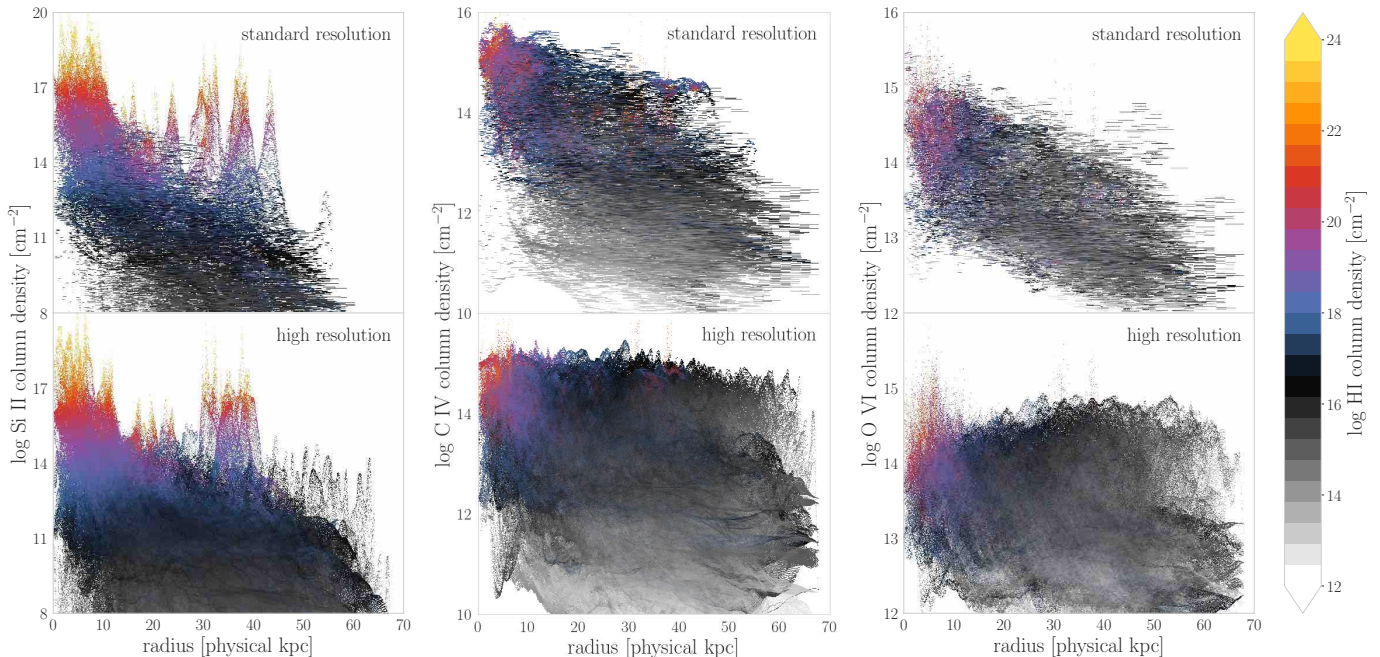 20
17
14
11
8
standard resolution
17
14
11
8
high resolution
0 10 20 30 40 50 60 70
radius [physical kpc]
log Si II column density [cm−2]
16
14
12
10
standard resolution
14
12
10
high resolution
0 10 20 30 40 50 60 70
radius [physical kpc]
log C IV column density [cm−2]
16
15
14
13
12
standard resolution
15
14
13
12
high resolution
0 10 20 30 40 50 60 70
radius [physical kpc]
log O VI column density [cm−2]
24
22
20
18
16
14
12
log HI column density [cm−2]